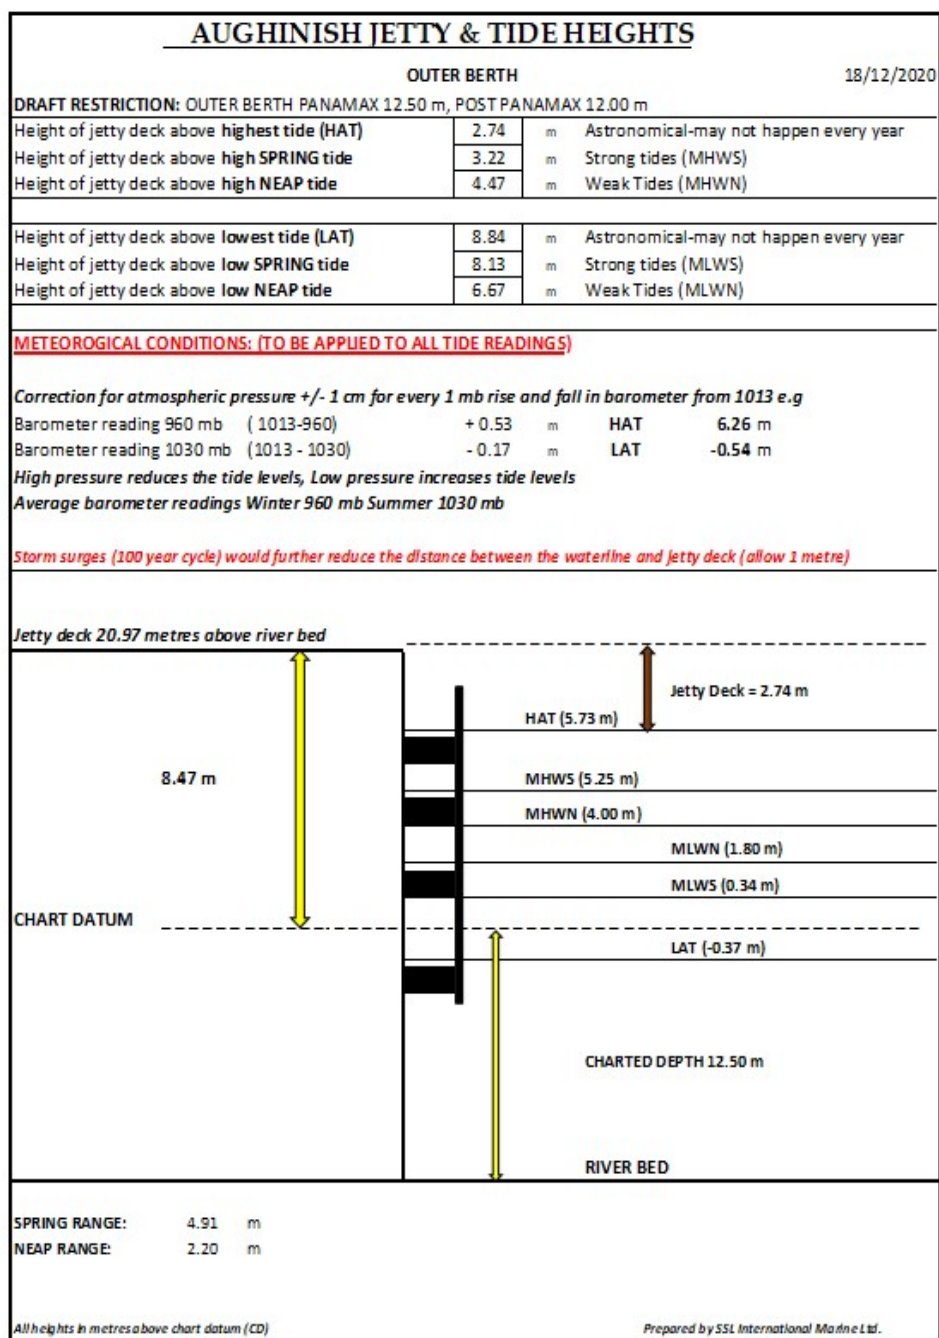 AUGHINISH JETTY & TIDE HEIGHTS
OUTER BERTH 18/12/2020
DRAFT RESTRICTION: OUTER BERTH PANAMAX 12.50 m, POST PANAMAX 12.00 m
Height of jetty deck above highest tide (HAT) 2.74 m Astronomical-may not happen every year
Height of jetty deck above high SPRING tide 3.22 m Strong tides (MHWS)
Height of jetty deck above high NEAP tide 4.47 m Weak Tides (MHWN)
Height of jetty deck above lowest tide (LAT) 8.84 m Astronomical-may not happen every year
Height of jetty deck above low SPRING tide 8.13 m Strong tides (MLWS)
Height of jetty deck above low NEAP tide 6.67 m Weak Tides (MLWN)
METEOROGICAL CONDITIONS: (TO BE APPLIED TO ALL TIDE READINGS)
Correction for atmospheric pressure +/- 1 cm for every 1 mb rise and fall in barometer from 1013 e.g
Barometer reading 960 mb ( 1013-960) + 0.53 m HAT 6.26 m
Barometer reading 1030 mb (1013 - 1030) - 0.17 m LAT -0.54 m
High pressure reduces the tide levels, Low pressure increases tide levels
Average barometer readings Winter 960 mb Summer 1030 mb
Storm surges (100 year cycle) would further reduce the distance between the waterline and jetty deck (allow 1 metre)
Jetty deck 20.97 metres above river bed
Jetty Deck = 2.74 m
HAT (5.73 m)
8.47 m
MHWS (5.25 m)
MHWN (4.00 m)
MLWN (1.80 m)
MLWS (0.34 m)
CHART DATUM
LAT (-0.37 m)
CHARTED DEPTH 12.50 m
RIVER BED
SPRING RANGE: 4.91 m
NEAP RANGE: 2.20 m
All heights in metres above chart datum (CD) Prepared by SSL International Marine Ltd.